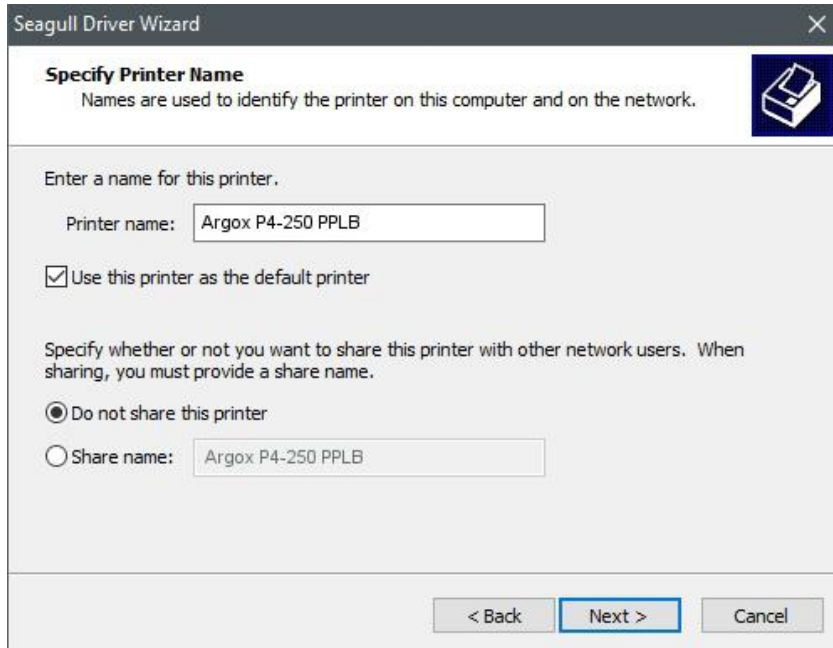 Seagull Driver Wizard
Specify Printer Name
Names are used to identify the printer on this computer and on the network.
Enter a name for this printer.
Printer name: Argox P4-250 PPLB
Use this printer as the default printer
Specify whether or not you want to share this printer with other network users. When
sharing, you must provide a share name.
Do not share this printer
Share name: Argox P4-250 PPLB
< Back Next > Cancel